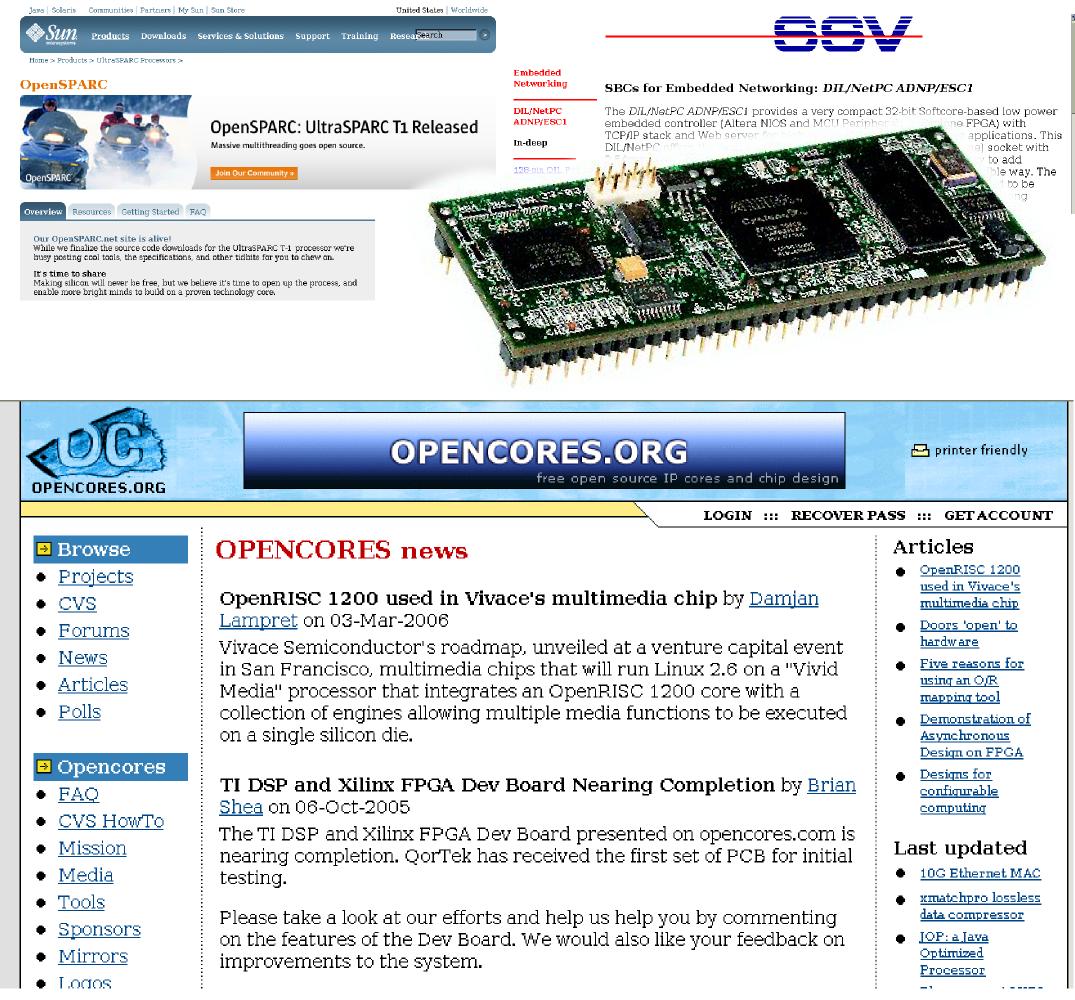 Java | Solaris Communities | Partners | My Sun | Sun Store United States | Worldwide
Sun
microsystems
Products Downloads Services & Solutions Support Training
Search
Home > Products > UltraSPARC Processors >
OpenSPARC
OpenSPARC: UltraSPARC T1 Released
Massive multithreading goes open source.
Join Our Community »
OpenSPARC
Overview Resources Getting Started FAQ
Our OpenSPARC.net site is alive!
While we finalize the source code downloads for the UltraSPARC T-1 processor we're
busy posting cool tools, the specifications, and other tidbits for you to chew on.
It's time to share
Making silicon will never be free, but we believe it's time to open up the process, and
enable more bright minds to build on a proven technology core.
SSV
Embedded
Networking
DIL/NetPC
ADNP/ESC1
In-deep
SBCs for Embedded Networking: DIL/NetPC ADNP/ESC1
The DIL/NetPC ADNP/ESC1 provides a very compact 32-bit Softcore-based low power
embedded controller (Altera NIOS and MCU FPGA) with
TCP/IP stack and Web server applications. This
DIL/NetPC socket with
to add
way. The
to be
OC
OPENCORES.ORG
OPENCORES.ORG
free open source IP cores and chip design
printer friendly
LOGIN ::: RECOVER PASS ::: GET ACCOUNT
Browse
Projects
CVS
Forums
News
Articles
Polls
Opencores
FAQ
CVS HowTo
Mission
Media
Tools
Sponsors
Mirrors
Logos
OPENCORES news
OpenRISC 1200 used in Vivace's multimedia chip by Damjan
Lampret on 03-Mar-2006
Vivace Semiconductor's roadmap, unveiled at a venture capital event
in San Francisco, multimedia chips that will run Linux 2.6 on a "Vivid
Media" processor that integrates an OpenRISC 1200 core with a
collection of engines allowing multiple media functions to be executed
on a single silicon die.
TI DSP and Xilinx FPGA Dev Board Nearing Completion by Brian
Shea on 06-Oct-2005
The TI DSP and Xilinx FPGA Dev Board presented on opencores.com is
nearing completion. QorTek has received the first set of PCB for initial
testing.
Please take a look at our efforts and help us help you by commenting
on the features of the Dev Board. We would also like your feedback on
improvements to the system.
Articles
OpenRISC 1200
used in Vivace's
multimedia chip
Doors 'open' to
hardware
Five reasons for
using an O/R
mapping tool
Demonstration of
Asynchronous
Design on FPGA
Designs for
configurable
computing
Last updated
10G Ethernet MAC
xmatchpro lossless
data compressor
JOP: a Java
Optimized
Processor